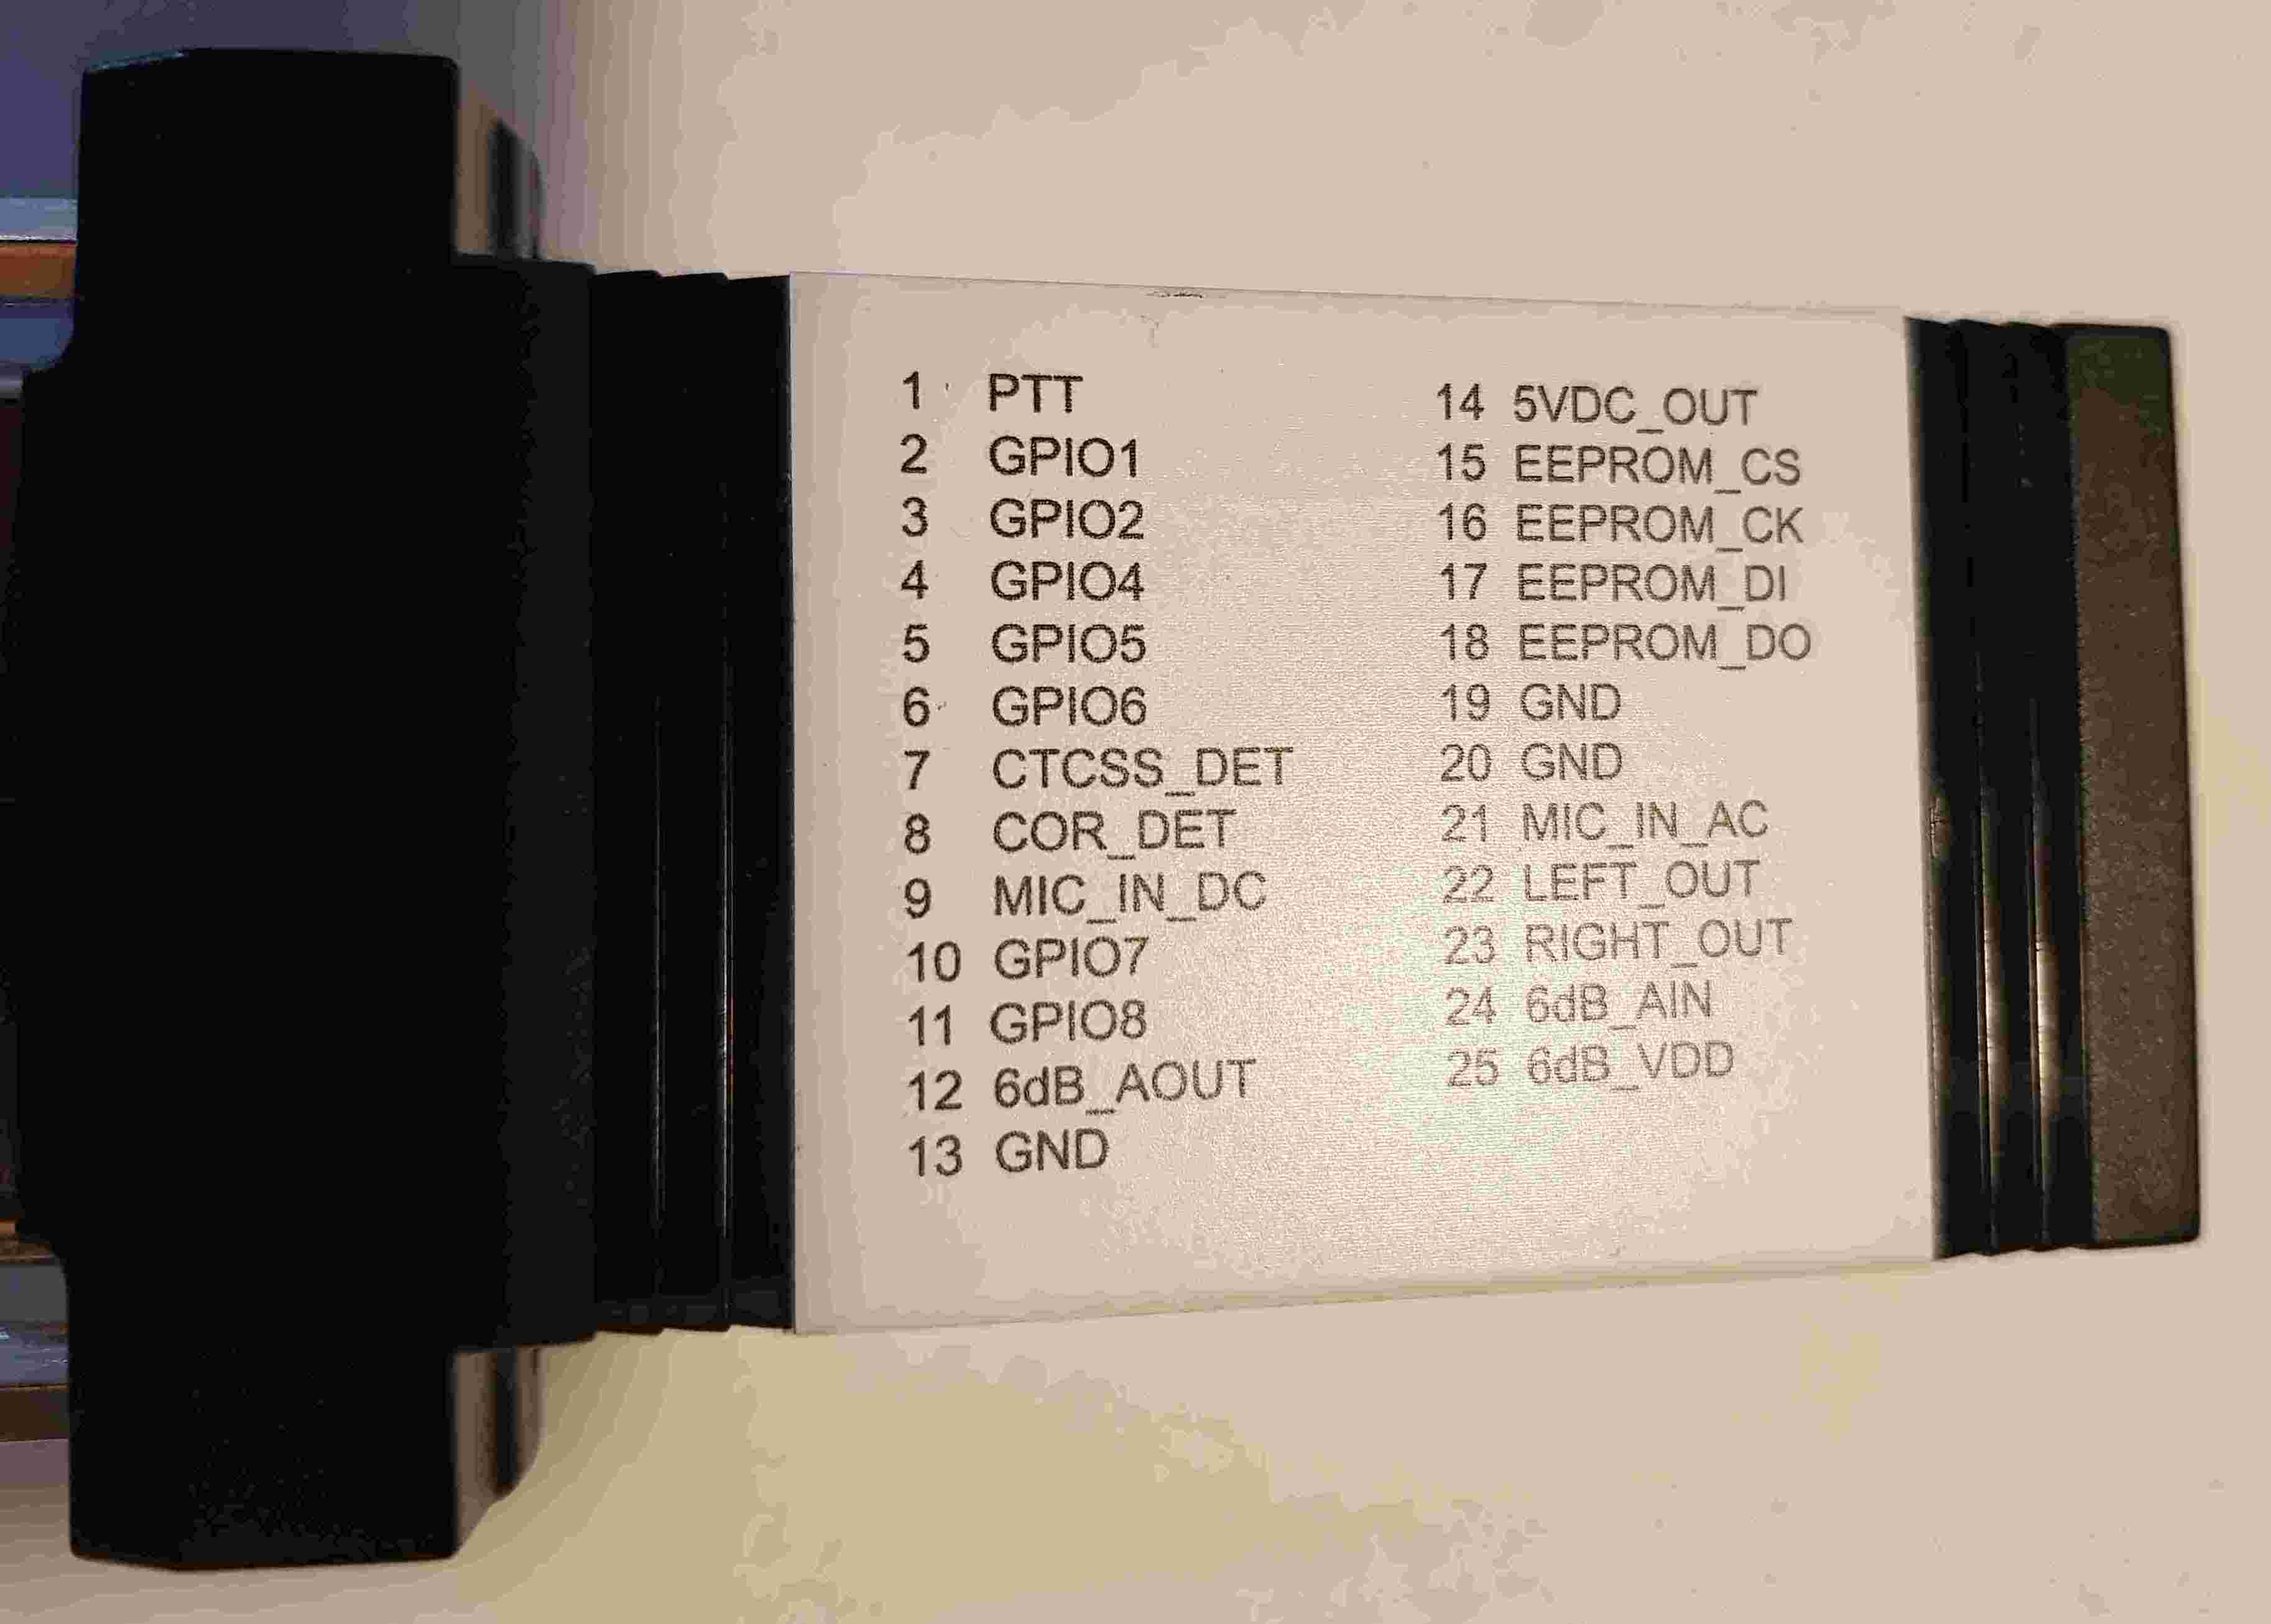 1 PTT
2 GPIO1
3 GPIO2
4 GPIO4
5 GPIO5
6 GPIO6
7 CTCSS_DET
8 COR_DET
9 MIC_IN_DC
10 GPIO7
11 GPIO8
12 6dB_AOUT
13 GND
14 5VDC_OUT
15 EEPROM_CS
16 EEPROM_CK
17 EEPROM_DI
18 EEPROM_DO
19 GND
20 GND
21 MIC_IN_AC
22 LEFT_OUT
23 RIGHT_OUT
24 6dB_AIN
25 6dB_VDD